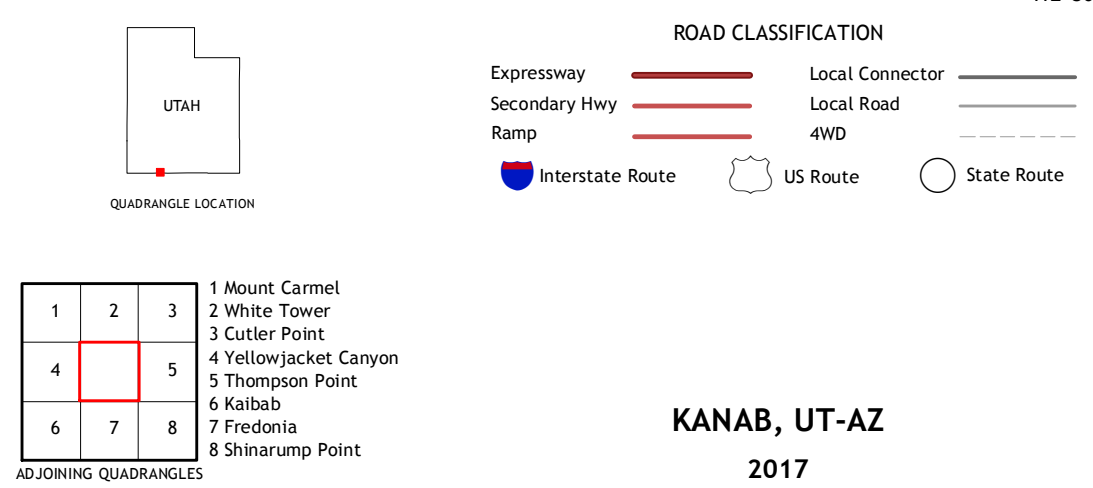 ROAD CLASSIFICATION
Expressway
Local Connector
Secondary Hwy
Local Road
Ramp
4WD
Interstate Route
US Route
State Route
UTAH
QUADRANGLE LOCATION
1 2 3
4 5
6 7 8
1 Mount Carmel
2 White Tower
3 Cutler Point
4 Yellowjacket Canyon
5 Thompson Point
6 Kaibab
7 Fredonia
8 Shinarump Point
ADJOINING QUADRANGLES
KANAB, UT-AZ
2017